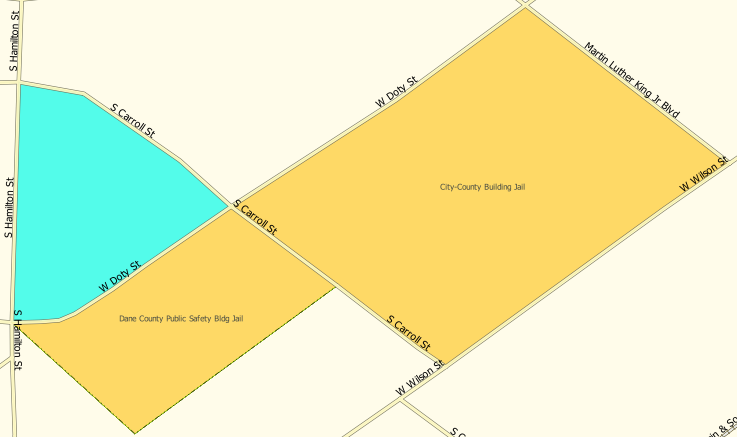 S Hamilton St
Martin Luther King Jr Blvd
W Doty St
S Carroll St
W Wilson St
City-County Building Jail
S Hamilton St
S Carroll St
W Doty St
Dane County Public Safety Bldg Jail
S Hamilton St
S Carroll St
W Wilson St